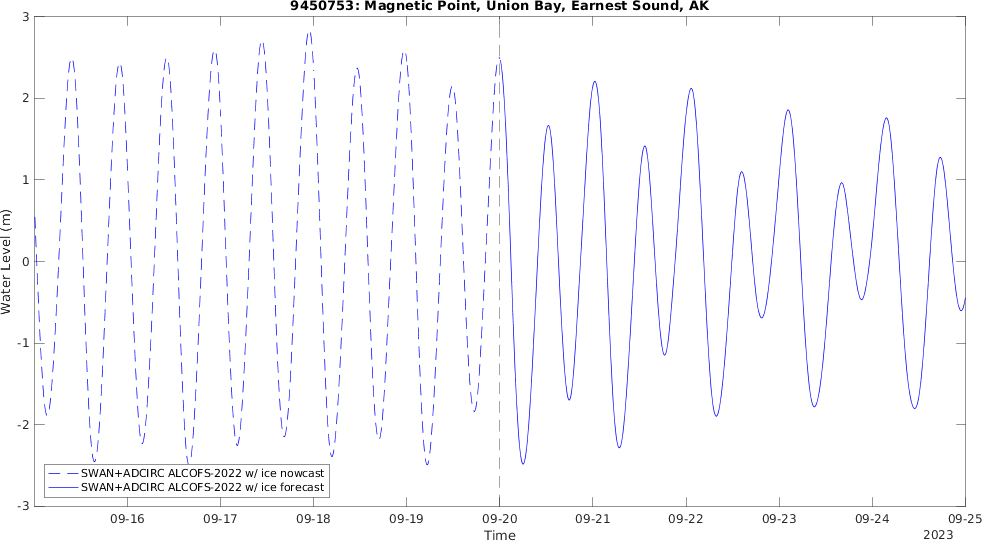 9450753: Magnetic Point, Union Bay, Earnest Sound, AK
3
2
1
0
-1
-2
-3
Water Level (m)
SWAN+ADCIRC ALCOFS-2022 w/ ice nowcast
SWAN+ADCIRC ALCOFS-2022 w/ ice forecast
09-16 09-17 09-18 09-19 09-20 09-21 09-22 09-23 09-24 09-25
Time
2023